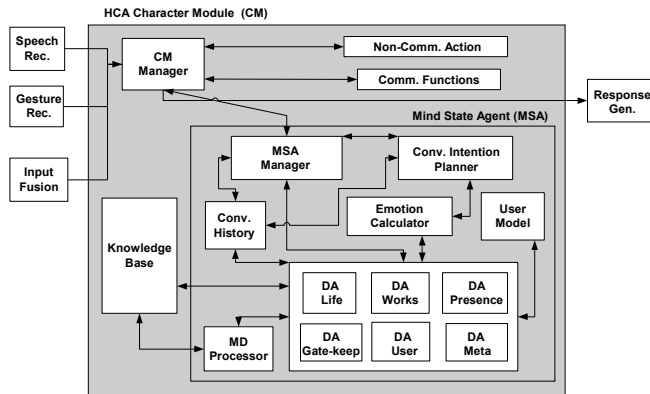 HCA Character Module (CM)
Speech
Rec.
CM
Manager
Non-Comm. Action
Comm. Functions
Gesture
Rec.
Response
Gen.
Mind State Agent (MSA)
MSA
Manager
Conv. Intention
Planner
Input
Fusion
Conv.
History
Emotion
Calculator
User
Model
Knowledge
Base
DA
Life
DA
Works
DA
Presence
DA
Gate-keep
DA
User
DA
Meta
MD
Processor